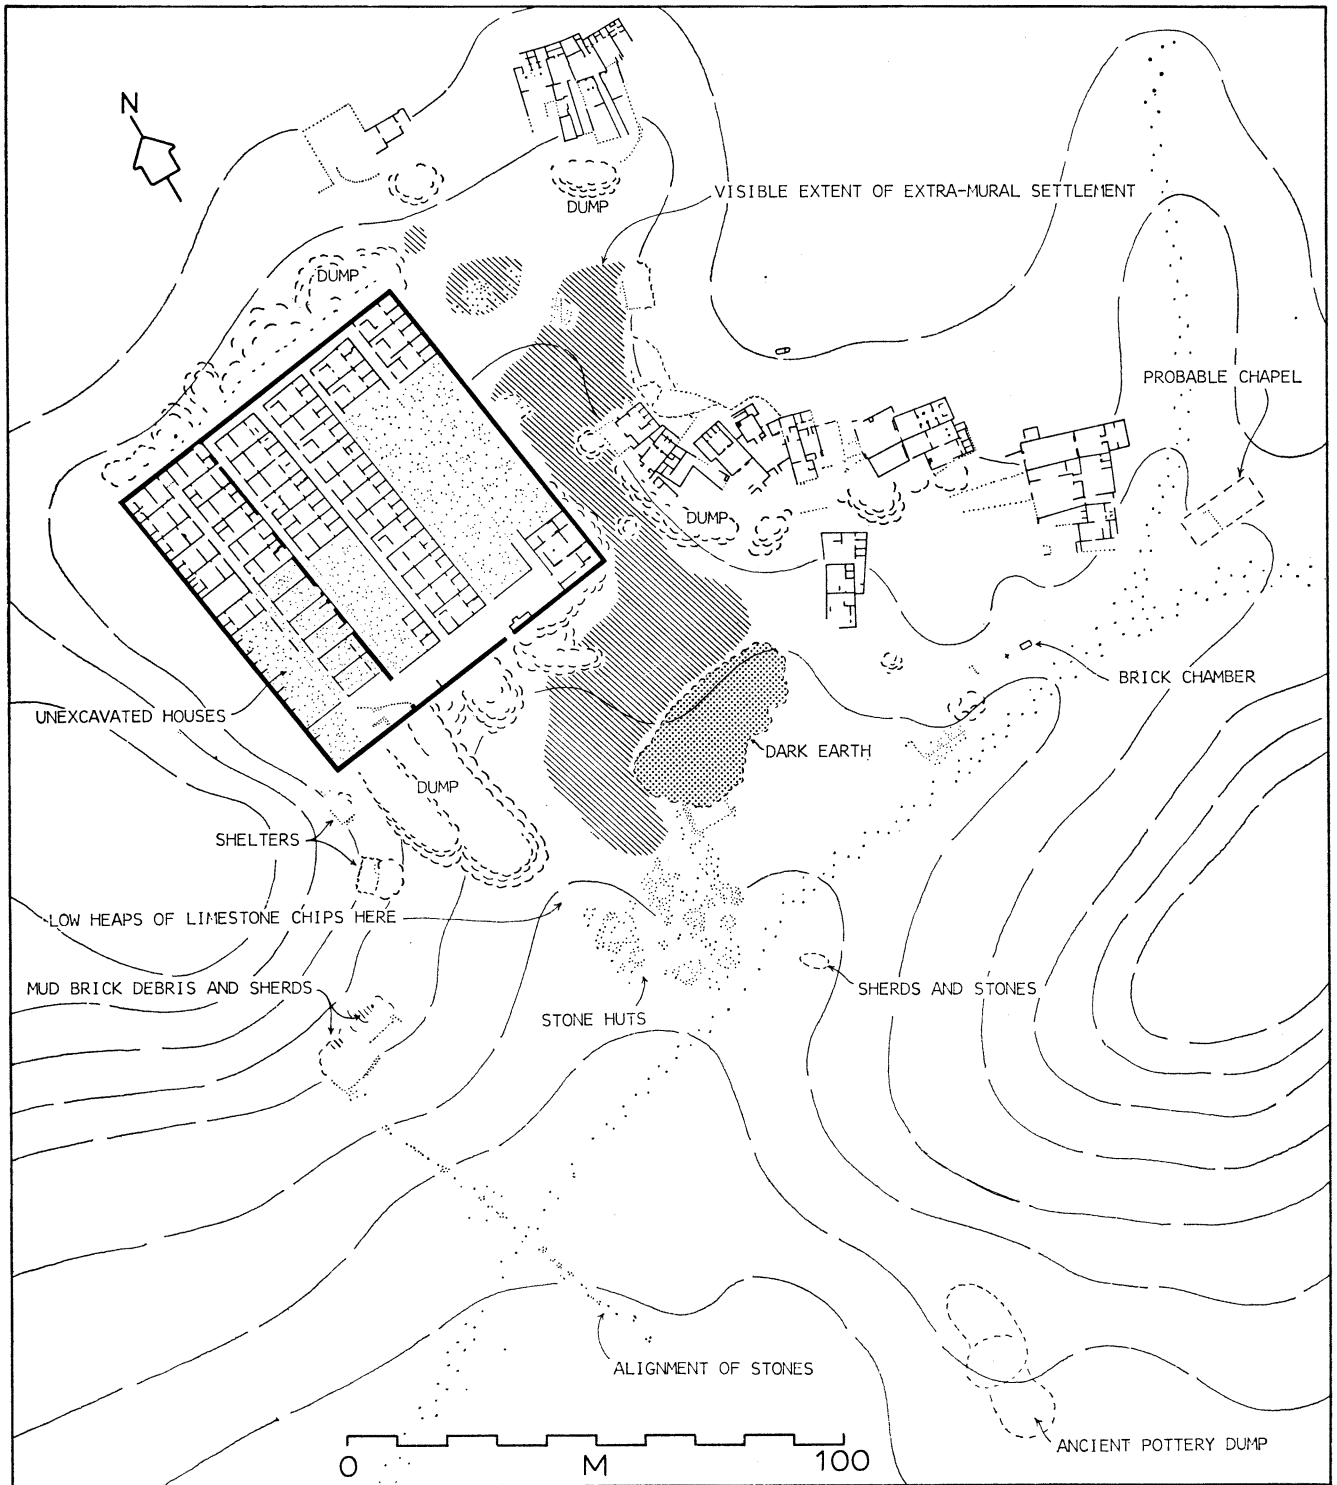 N
VISIBLE EXTENT OF EXTRA-MURAL SETTLEMENT
DUMP
DUMP
PROBABLE CHAPEL
DUMP
BRICK CHAMBER
UNEXCAVATED HOUSES
DARK EARTH
DUMP
SHELTERS
LOW HEAPS OF LIMESTONE CHIPS HERE
MUD BRICK DEBRIS AND SHERDS
SHERDS AND STONES
STONE HUTS
ALIGNMENT OF STONES
ANCIENT POTTERY DUMP
0 M 100